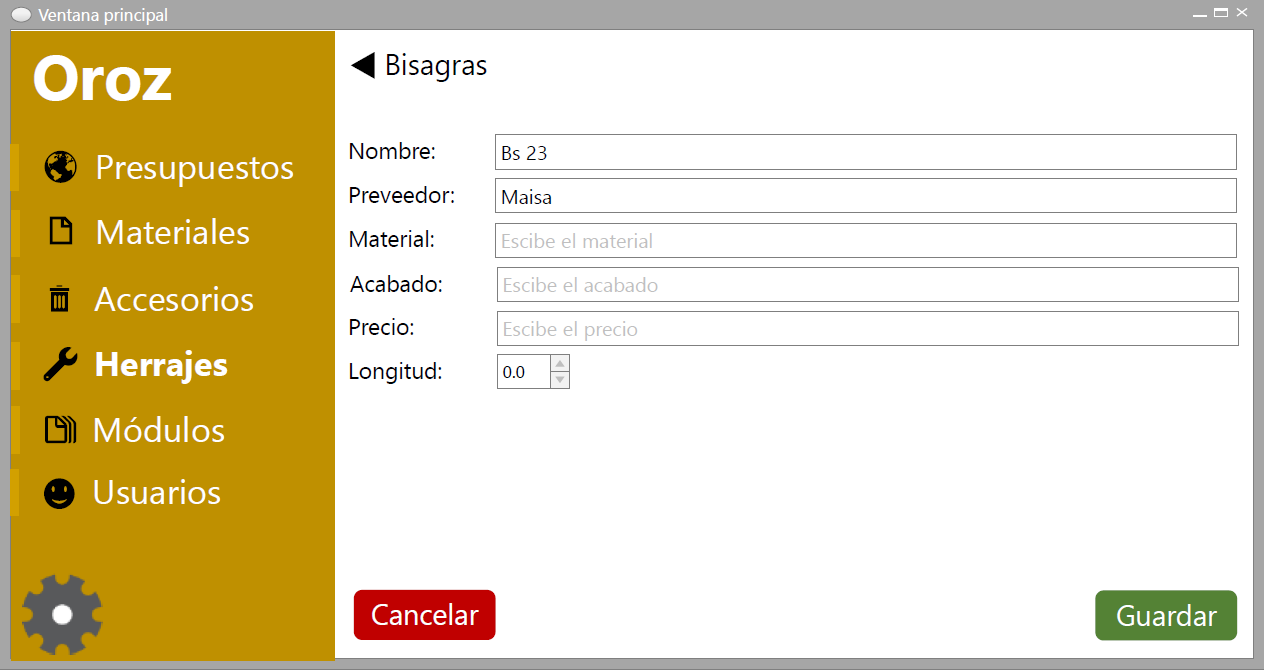 Ventana principal
Oroz
Presupuestos
Materiales
Accesorios
Herrajes
Módulos
Usuarios
Bisagras
Nombre: Bs 23
Preveedor: Maisa
Material: Escibe el material
Acabado: Escibe el acabado
Precio: Escibe el precio
Longitud: 0.0
Cancelar
Guardar